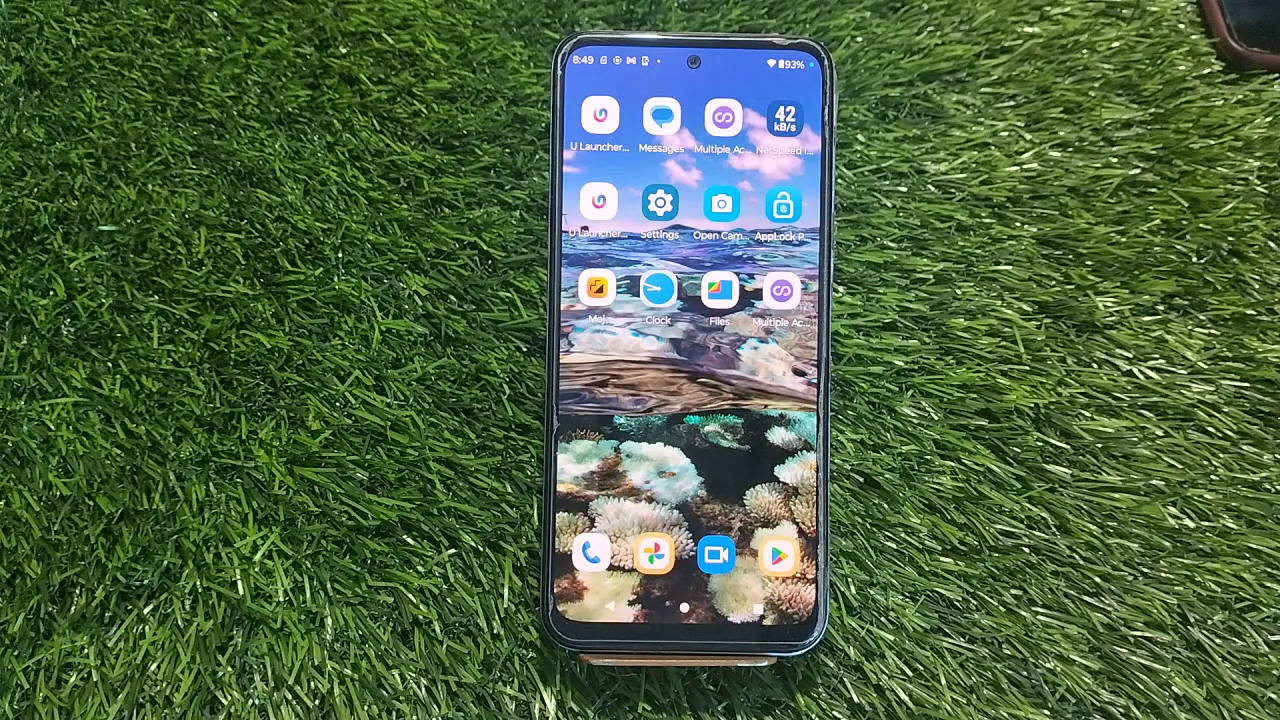 8:49 93%
42
kB/s
U Launcher... Messages Multiple Ac... NetSpeed I...
U Launcher... Settings Open Cam... AppLock P...
Moj Clock Files Multiple Ac...